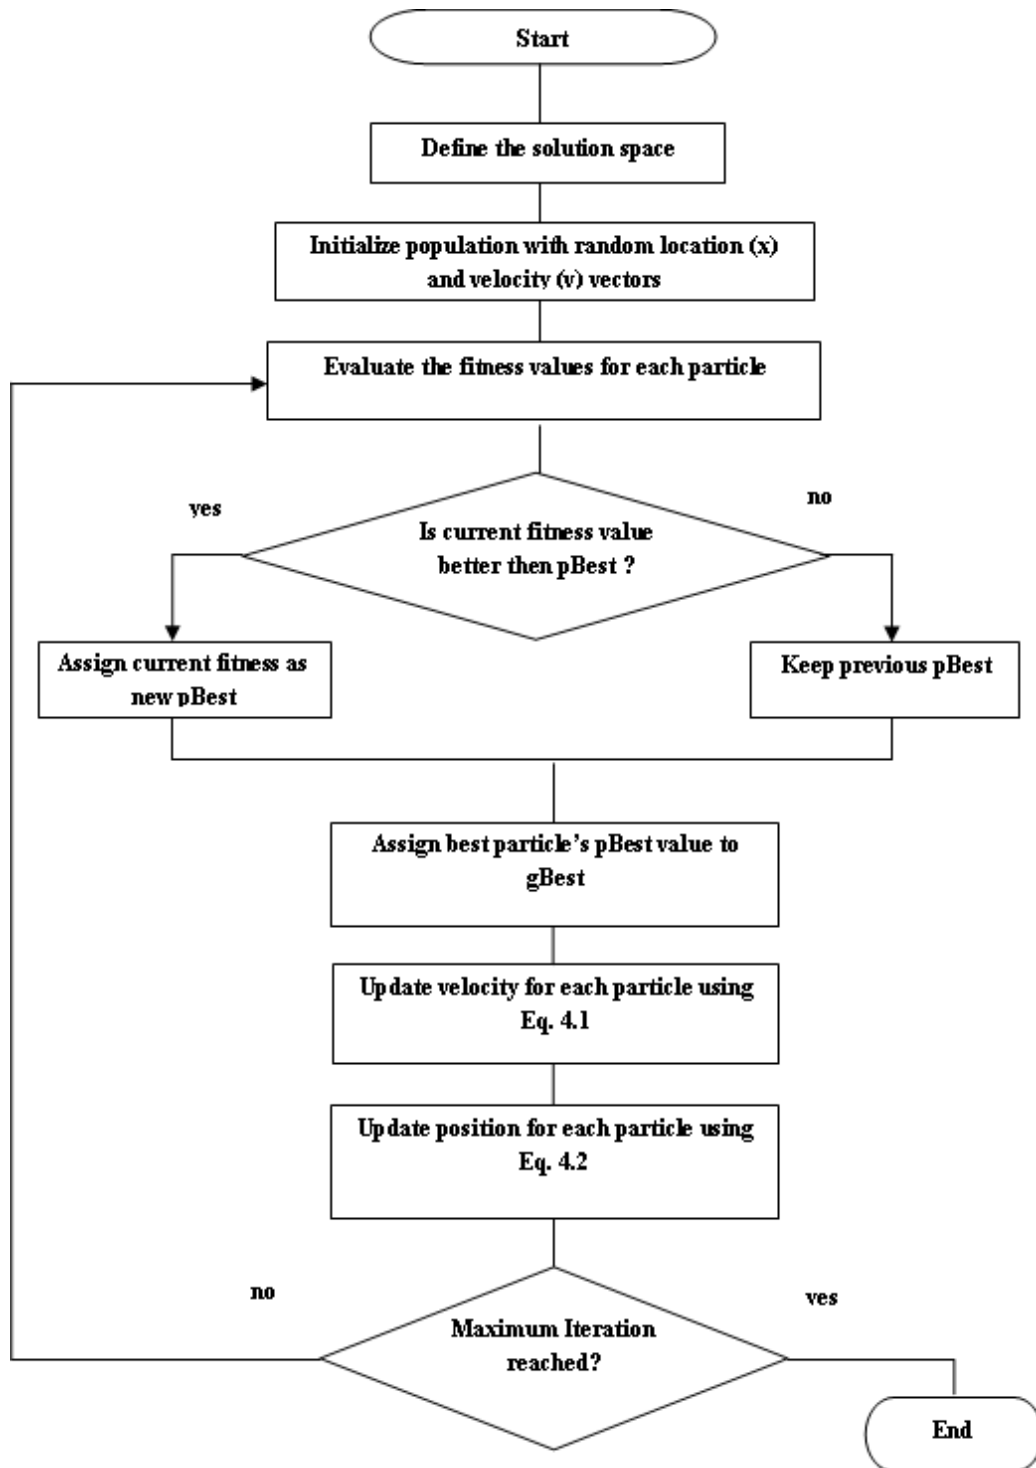 Start
Define the solution space
Initialize population with random location (x)
and velocity (v) vectors
Evaluate the fitness values for each particle
yes
no
Is current fitness value
better then pBest ?
Assign current fitness as
new pBest
Keep previous pBest
Assign best particle’s pBest value to
gBest
Update velocity for each particle using
Eq. 4.1
Update position for each particle using
Eq. 4.2
no
yes
Maximum Iteration
reached?
End